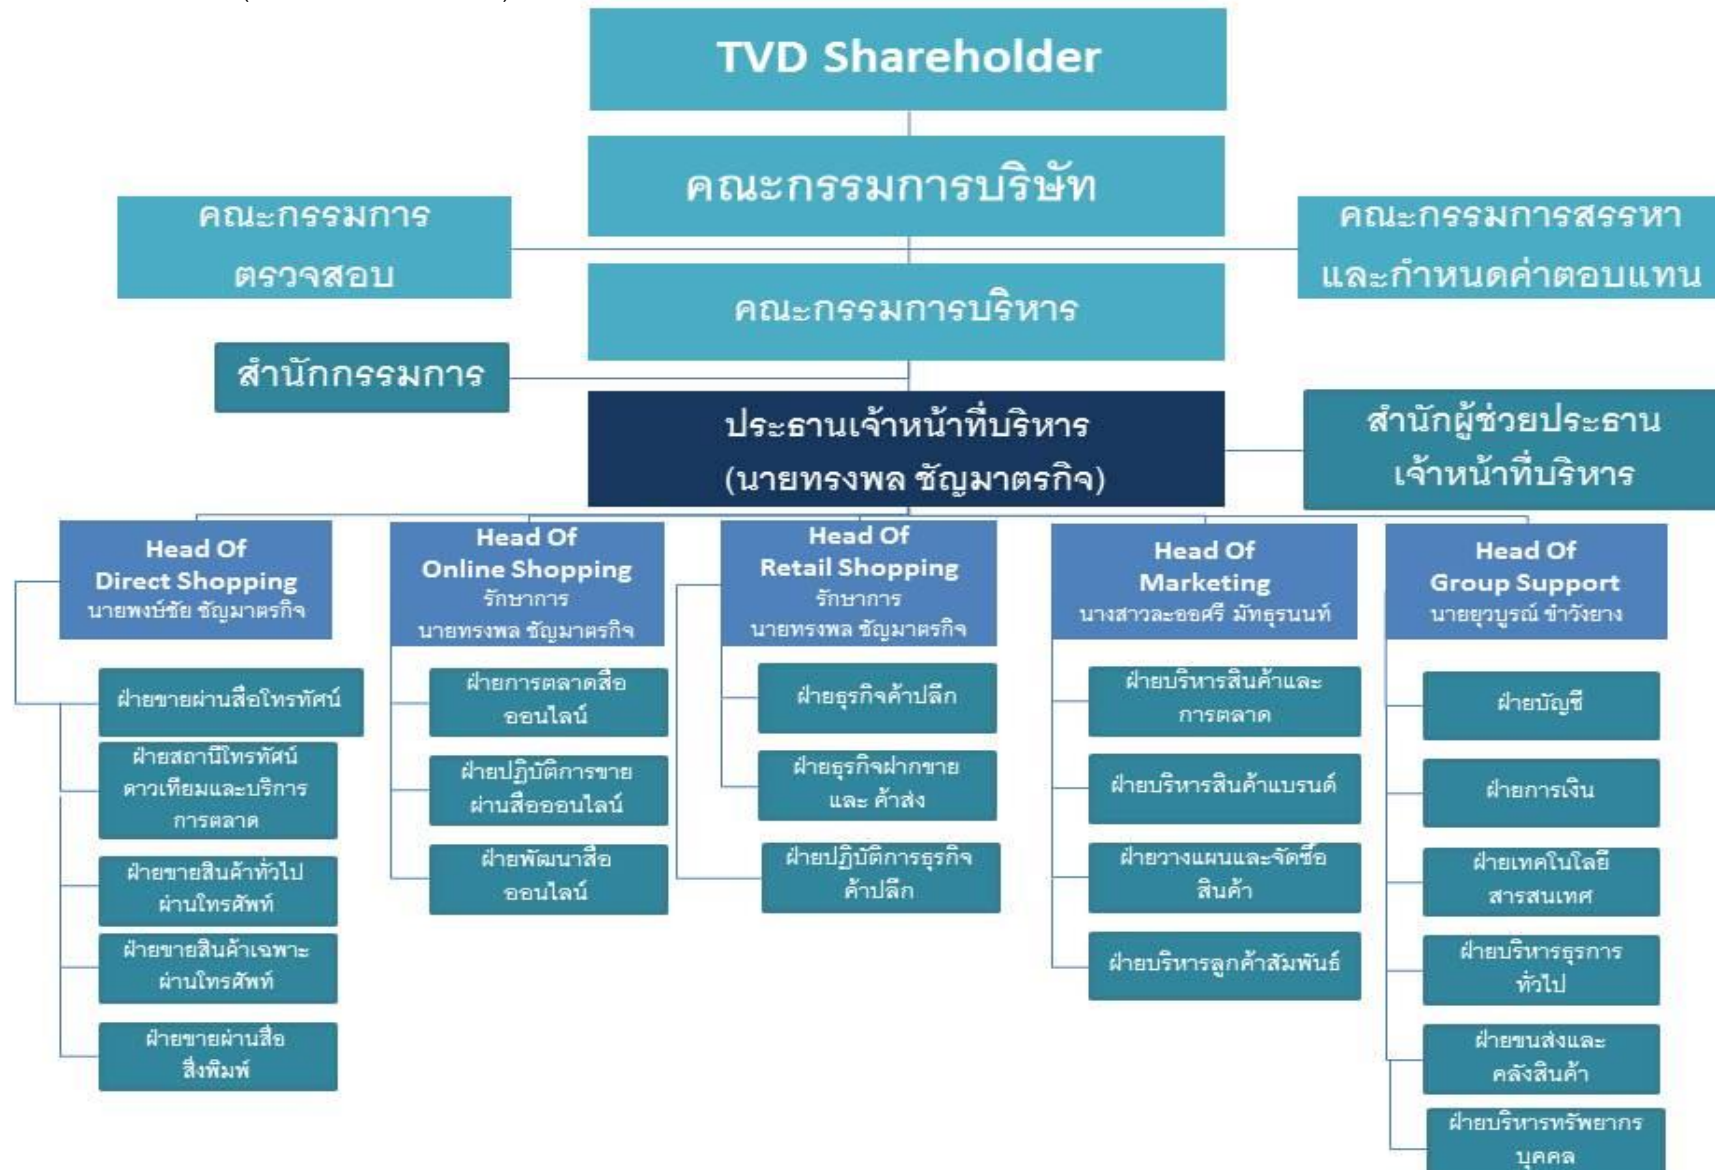 TVD Shareholder
คณะกรรมการบริษัท
คณะกรรมการ
ตรวจสอบ
คณะกรรมการสรรหา
และกำหนดค่าตอบแทน
คณะกรรมการบริหาร
สำนักกรรมการ
ประธานเจ้าหน้าที่บริหาร
(นายทรงพล ชัญมาตรกิจ)
สำนักผู้ช่วยประธาน
เจ้าหน้าที่บริหาร
Head Of
Direct Shopping
นายพงษ์ชัย ชัญมาตรกิจ
ฝ่ายขายผ่านสื่อโทรทัศน์
ฝ่ายสถานีโทรทัศน์
ดาวเทียมและบริการ
การตลาด
ฝ่ายขายสินค้าทั่วไป
ผ่านโทรศัพท์
ฝ่ายขายสินค้าเฉพาะ
ผ่านโทรศัพท์
ฝ่ายขายผ่านสื่อ
สิ่งพิมพ์
Head Of
Online Shopping
รักษาการ
นายทรงพล ชัญมาตรกิจ
ฝ่ายการตลาดสื่อ
ออนไลน์
ฝ่ายปฏิบัติการขาย
ผ่านสื่อออนไลน์
ฝ่ายพัฒนาสื่อ
ออนไลน์
Head Of
Retail Shopping
รักษาการ
นายทรงพล ชัญมาตรกิจ
ฝ่ายธุรกิจค้าปลีก
ฝ่ายธุรกิจฝากขาย
และ ค้าส่ง
ฝ่ายปฏิบัติการธุรกิจ
ค้าปลีก
Head Of
Marketing
นางสาวละออศรี มัทธุรนนท์
ฝ่ายบริหารสินค้าและ
การตลาด
ฝ่ายบริหารสินค้าแบรนด์
ฝ่ายวางแผนและจัดซื้อ
สินค้า
ฝ่ายบริหารลูกค้าสัมพันธ์
Head Of
Group Support
นายยุวบูรณ์ ขำวังยาง
ฝ่ายบัญชี
ฝ่ายการเงิน
ฝ่ายเทคโนโลยี
สารสนเทศ
ฝ่ายบริหารธุรการ
ทั่วไป
ฝ่ายขนส่งและ
คลังสินค้า
ฝ่ายบริหารทรัพยากร
บุคคล